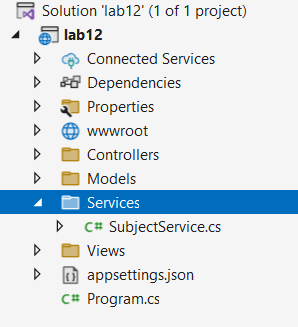 Solution 'lab12' (1 of 1 project)
lab12
Connected Services
Dependencies
Properties
wwwroot
Controllers
Models
Services
C# SubjectService.cs
Views
appsettings.json
C# Program.cs